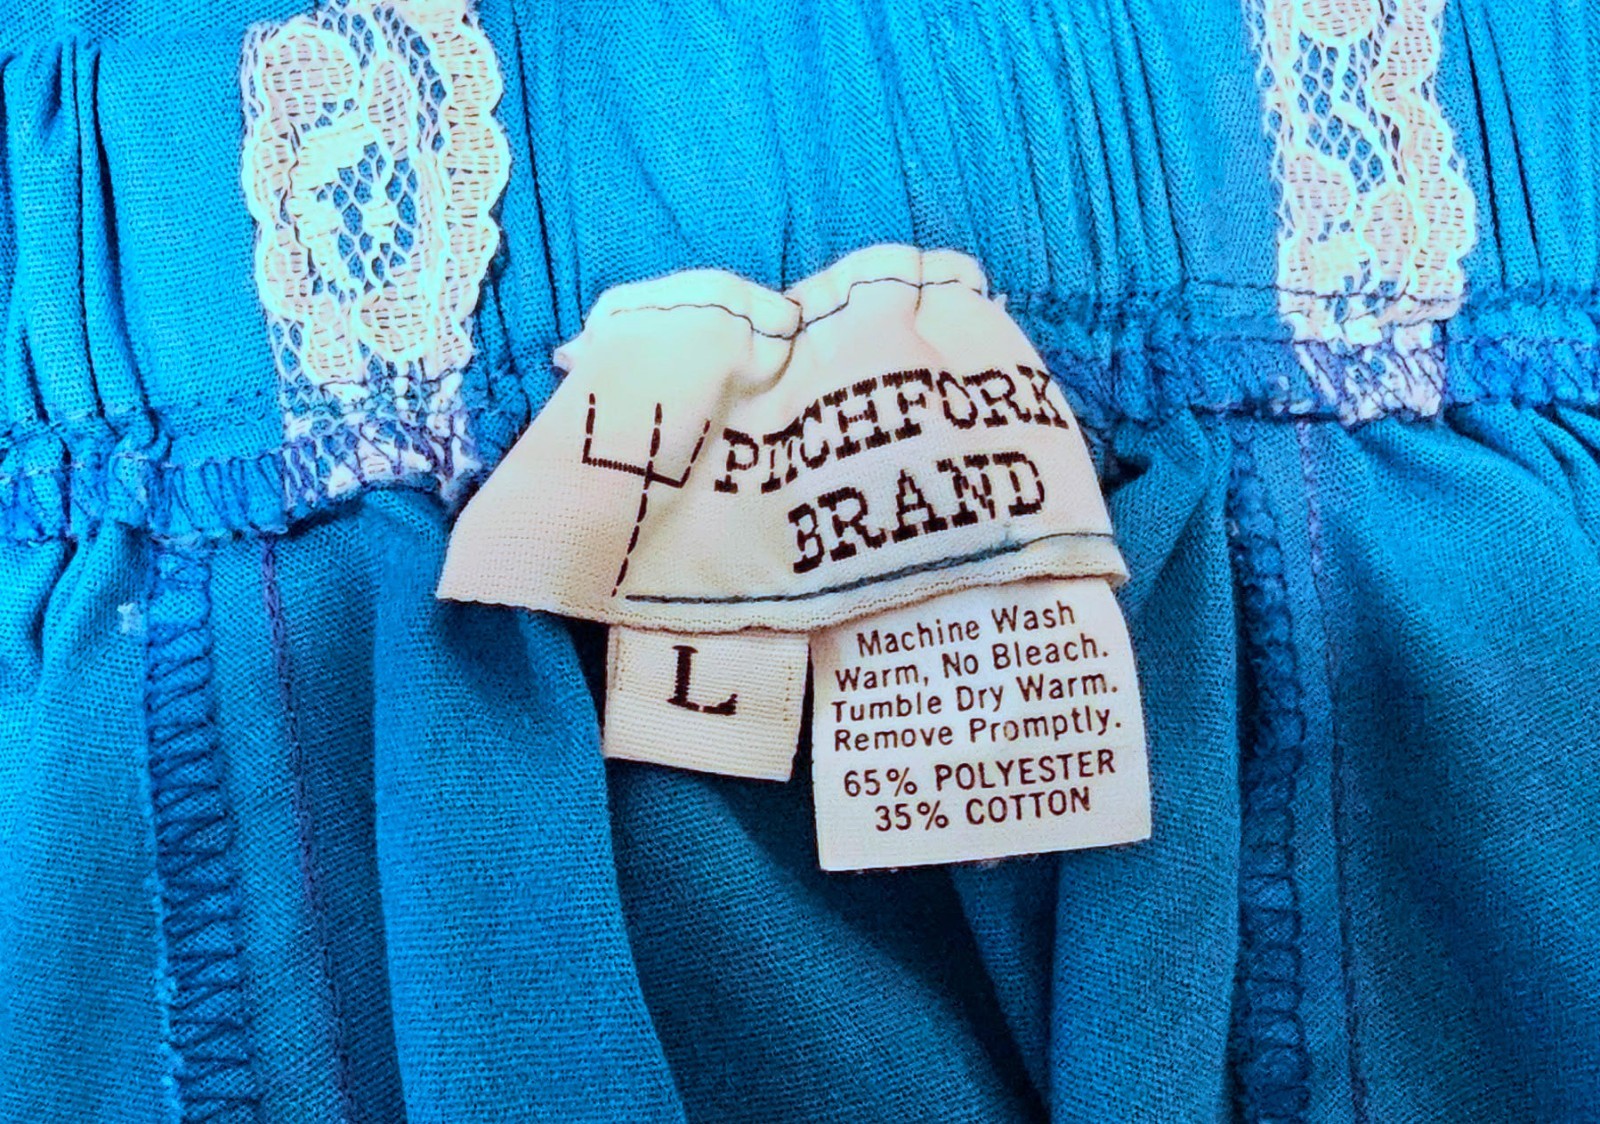 PITCHFORK
BRAND
L
Machine Wash
Warm, No Bleach.
Tumble Dry Warm.
Remove Promptly.
65% POLYESTER
35% COTTON